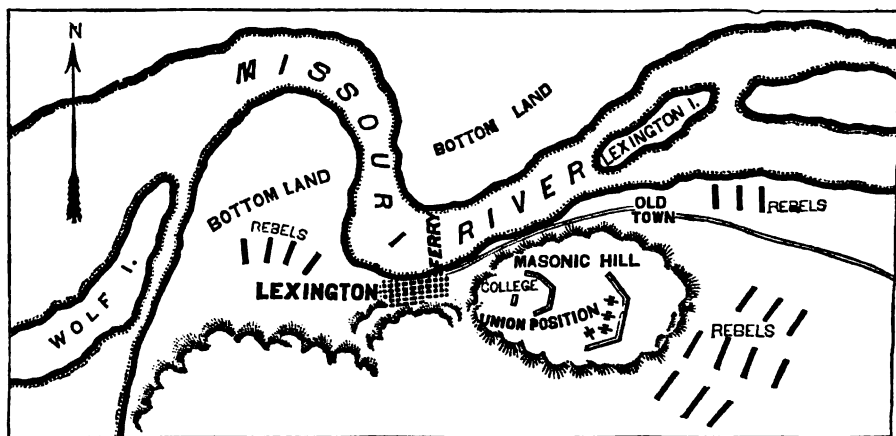 N
MISSOURI RIVER
BOTTOM LAND
LEXINGTON I.
BOTTOM LAND
REBELS
FERRY
OLD
TOWN
REBELS
WOLF I.
LEXINGTON
MASONIC HILL
COLLEGE
UNION POSITION
REBELS